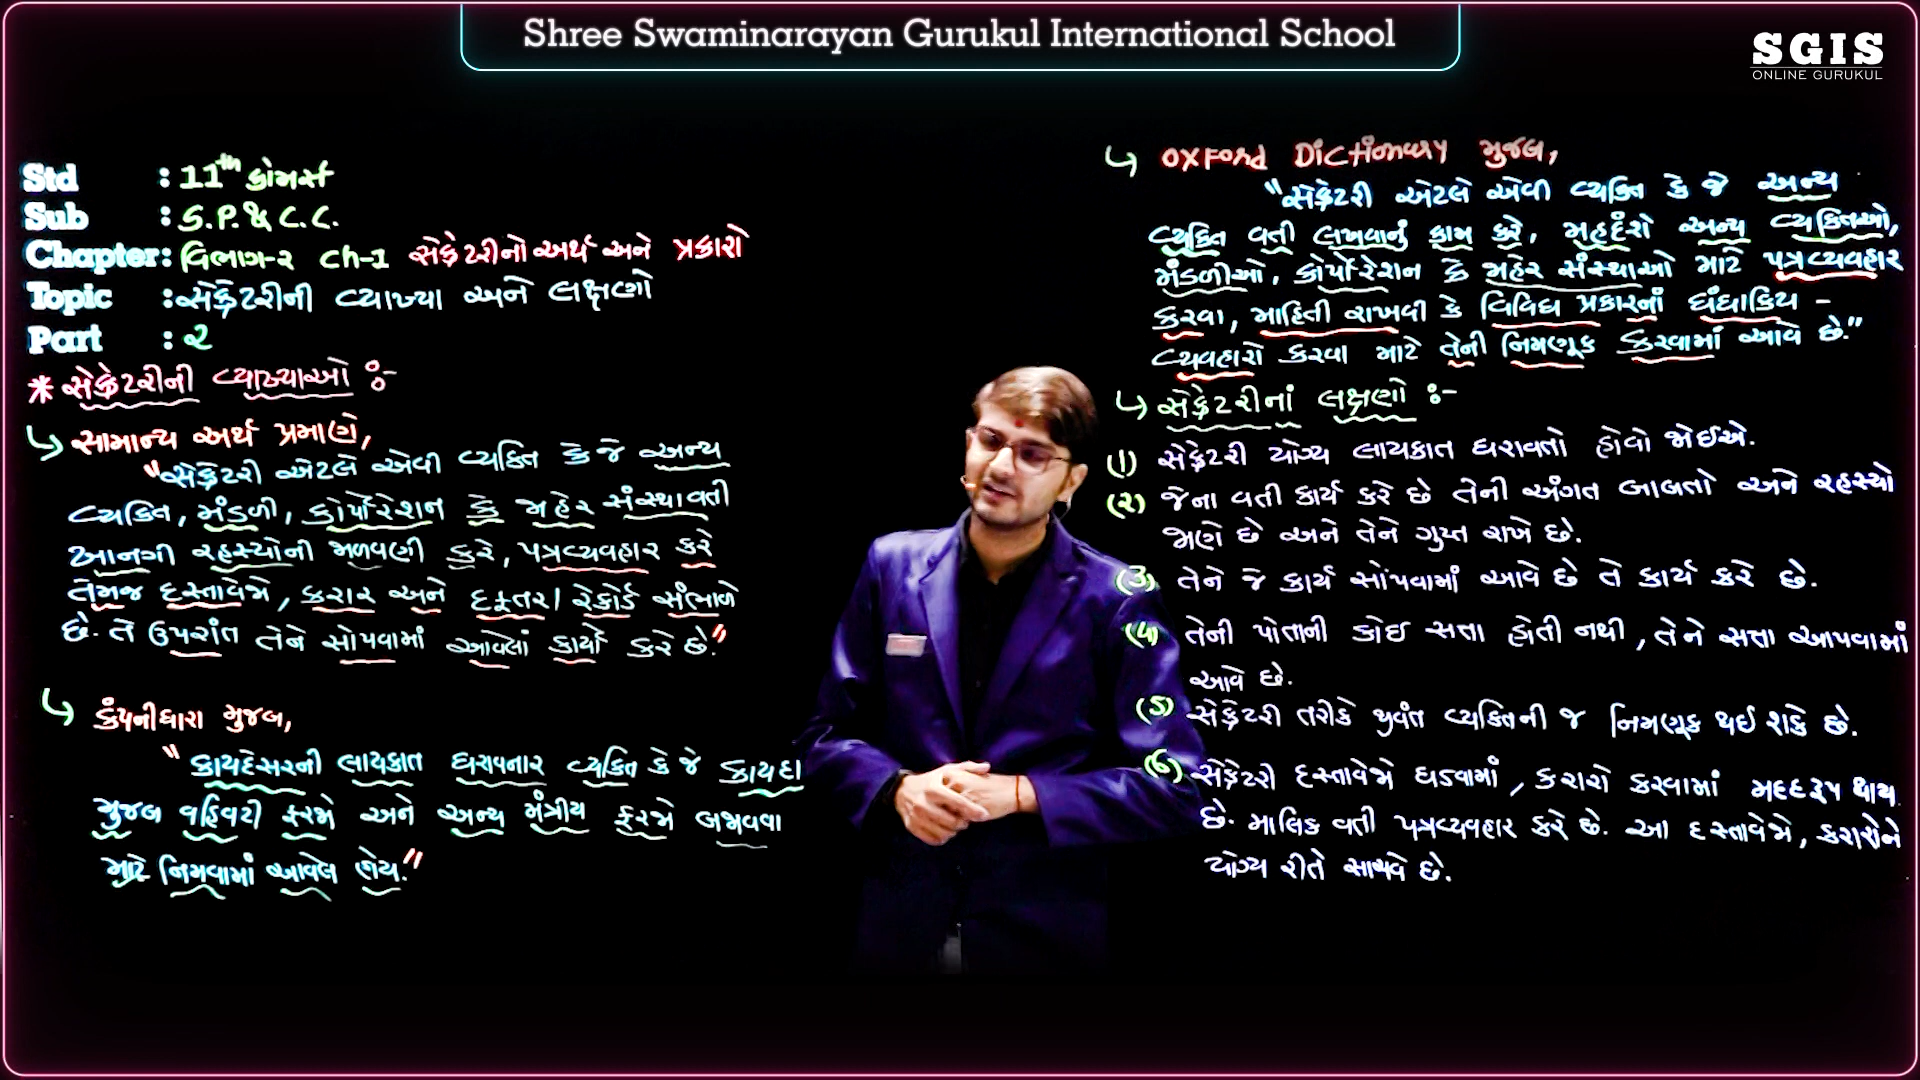 Shree Swaminarayan Gurukul International School
SGIS
ONLINE GURUKUL
Std : 11th કોમર્સ
Sub : S.P. & C.C.
Chapter: વિભાગ-૨ ch-1 સેક્રેટરીનો અર્થ અને પ્રકારો
Topic : સેક્રેટરીની વ્યાખ્યા અને લક્ષણો
Part : ૨
* સેક્રેટરીની વ્યાખ્યાઓ :-
↳ સામાન્ય અર્થ પ્રમાણે,
"સેક્રેટરી એટલે એવી વ્યક્તિ કે જે અન્ય
વ્યક્તિ, મંડળી, કોર્પોરેશન કે જાહેર સંસ્થાવતી
ખાનગી રહસ્યોની જાળવણી કરે, પત્રવ્યવહાર કરે
તેમજ દસ્તાવેજો, કરાર અને દફતર/રેકોર્ડ સંભાળે
છે. તે ઉપરાંત તેને સોંપવામાં આવેલાં કાર્યો કરે છે."
↳ કંપનીધારા મુજબ,
"કાયદેસરની લાયકાત ધરાવનાર વ્યક્તિ કે જે કાયદા
મુજબ વહિવટી ફરજો અને અન્ય મંત્રીય ફરજો બજાવવા
માટે નિમવામાં આવેલ હોય."
↳ Oxford Dictionary મુજબ,
"સેક્રેટરી એટલે એવી વ્યક્તિ કે જે અન્ય
વ્યક્તિ વતી લખવાનું કામ કરે, મહદંશે અન્ય વ્યક્તિઓ,
મંડળીઓ, કોર્પોરેશન કે જાહેર સંસ્થાઓ માટે પત્રવ્યવહાર
કરવા, માહિતી રાખવી કે વિવિધ પ્રકારનાં ધંધાકિય -
વ્યવહારો કરવા માટે તેની નિમણૂક કરવામાં આવે છે."
↳ સેક્રેટરીનાં લક્ષણો :-
(૧) સેક્રેટરી યોગ્ય લાયકાત ધરાવતો હોવો જોઈએ.
(૨) જેના વતી કાર્ય કરે છે તેની અંગત બાબતો અને રહસ્યો
જાણે છે અને તેને ગુપ્ત રાખે છે.
(૩) તેને જે કાર્ય સોંપવામાં આવે છે તે કાર્ય કરે છે.
(૪) તેની પોતાની કોઈ સત્તા હોતી નથી, તેને સત્તા આપવામાં
આવે છે.
(5) સેક્રેટરી તરીકે જીવંત વ્યક્તિની જ નિમણૂક થઈ શકે છે.
(6) સેક્રેટરી દસ્તાવેજો ઘડવામાં, કરારો કરવામાં મદદરૂપ થાય
છે. માલિક વતી પત્રવ્યવહાર કરે છે. આ દસ્તાવેજો, કરારોને
યોગ્ય રીતે સાચવે છે.